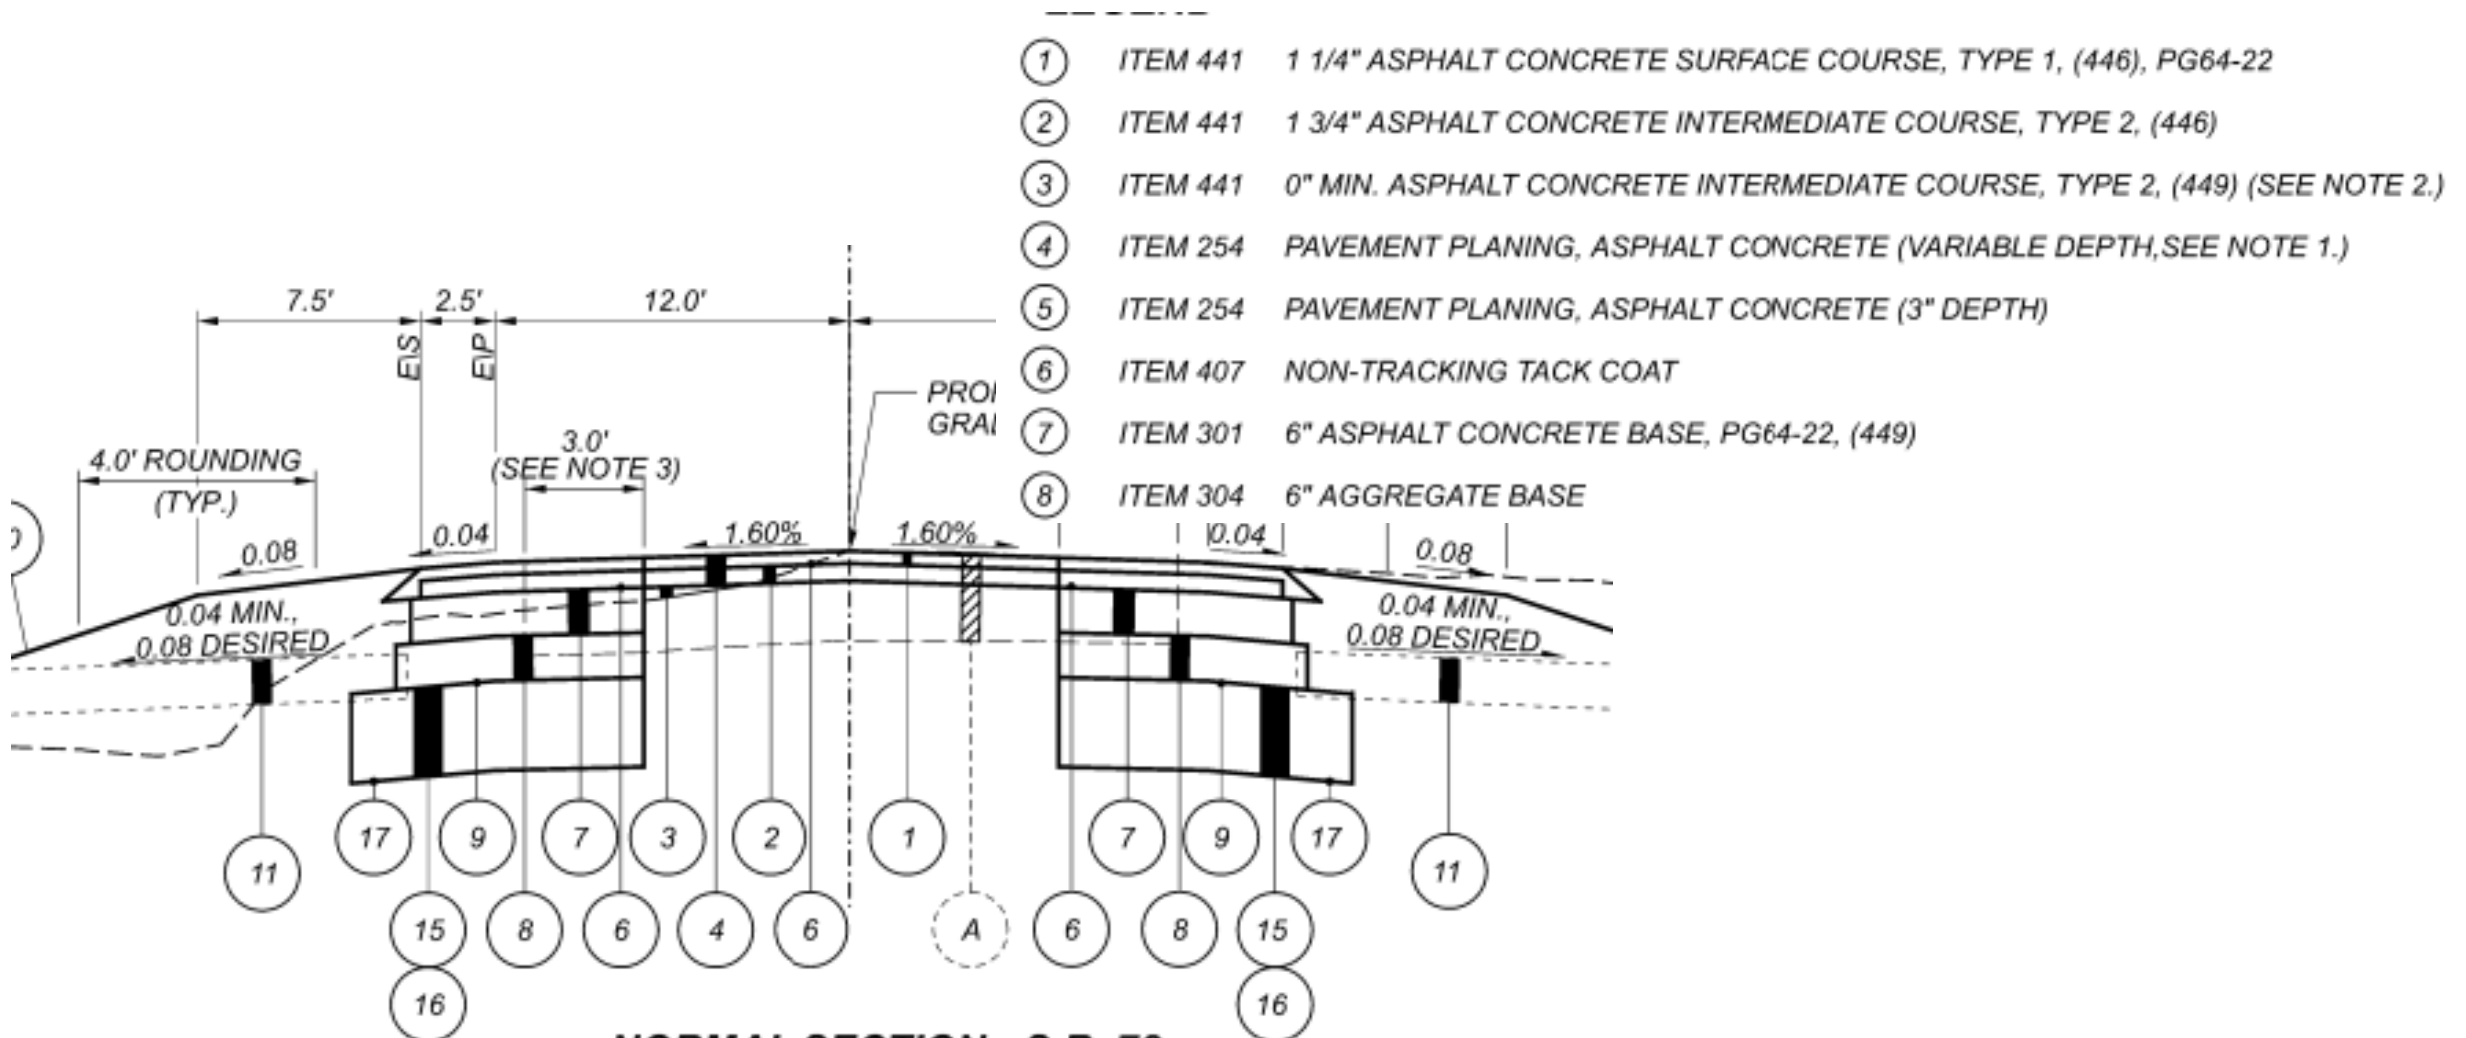 1 ITEM 441 1 1/4" ASPHALT CONCRETE SURFACE COURSE, TYPE 1, (446), PG64-22
2 ITEM 441 1 3/4" ASPHALT CONCRETE INTERMEDIATE COURSE, TYPE 2, (446)
3 ITEM 441 0" MIN. ASPHALT CONCRETE INTERMEDIATE COURSE, TYPE 2, (449) (SEE NOTE 2.)
4 ITEM 254 PAVEMENT PLANING, ASPHALT CONCRETE (VARIABLE DEPTH,SEE NOTE 1.)
5 ITEM 254 PAVEMENT PLANING, ASPHALT CONCRETE (3" DEPTH)
6 ITEM 407 NON-TRACKING TACK COAT
7 ITEM 301 6" ASPHALT CONCRETE BASE, PG64-22, (449)
8 ITEM 304 6" AGGREGATE BASE
7.5' 2.5' 12.0'
E\S E\P
3.0'
(SEE NOTE 3)
4.0' ROUNDING
(TYP.)
0.08 0.04 1.60% 1.60% 0.04 0.08
0.04 MIN.,
0.08 DESIRED
0.04 MIN.,
0.08 DESIRED
17 9 7 3 2 1 7 9 17
11 11
15 8 6 4 6 A 6 8 15
16 16